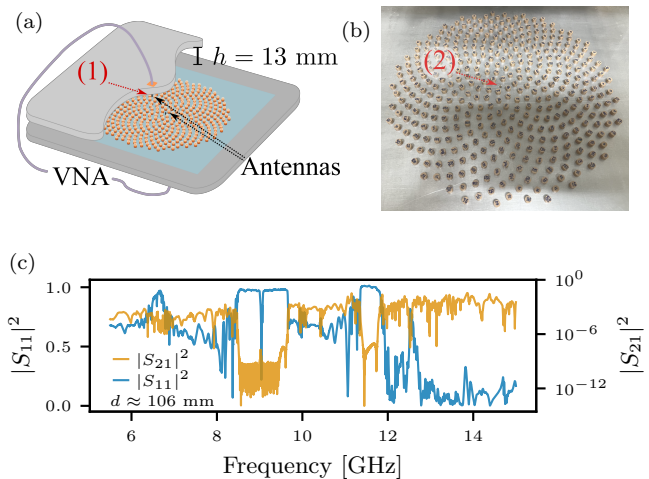 (a)
h = 13 mm
(1)
Antennas
VNA
(b)
(2)
(c)
|S₁₁|²
1.0
0.5
0.0
|S₂₁|²
|S₁₁|²
d ≈ 106 mm
10⁰
10⁻⁶
10⁻¹²
|S₂₁|²
6 8 10 12 14
Frequency [GHz]